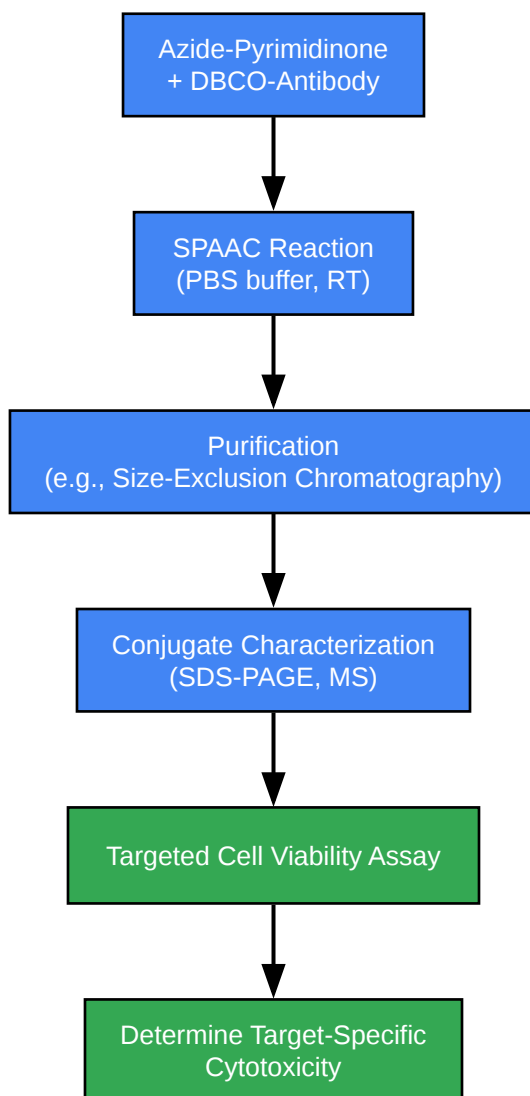 Azide-Pyrimidinone
+ DBCO-Antibody
SPAAC Reaction
(PBS buffer, RT)
Purification
(e.g., Size-Exclusion Chromatography)
Conjugate Characterization
(SDS-PAGE, MS)
Targeted Cell Viability Assay
Determine Target-Specific
Cytotoxicity